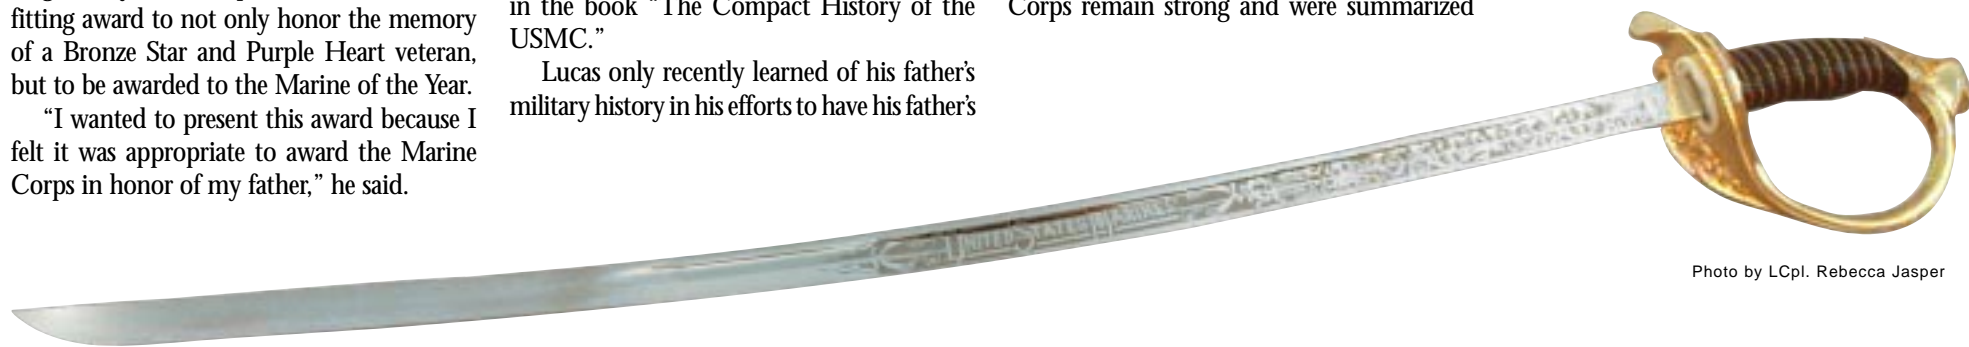 fitting award to not only honor the memory
of a Bronze Star and Purple Heart veteran,
but to be awarded to the Marine of the Year.
“I wanted to present this award because I
felt it was appropriate to award the Marine
Corps in honor of my father,” he said.
in the book “The Compact History of the
USMC.”
Lucas only recently learned of his father’s
military history in his efforts to have his father’s
Corps remain strong and were summarized
UNITED STATES MARINES
Photo by LCpl. Rebecca Jasper